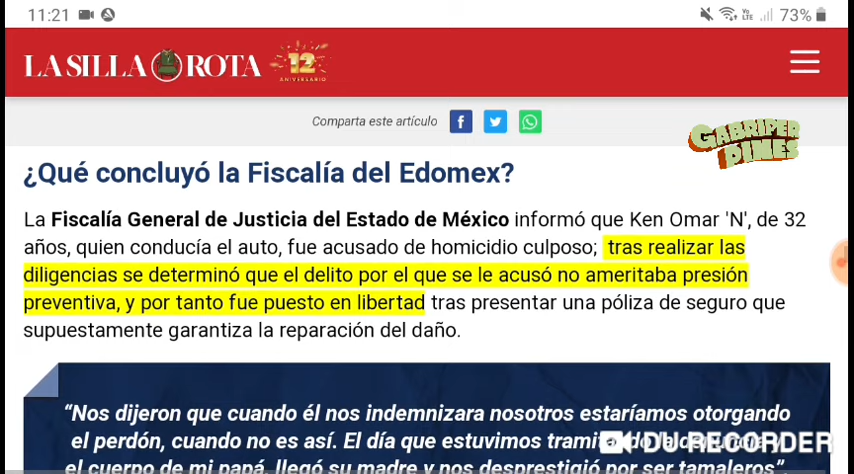 11:21
Vo LTE 73%
LA SILLA ROTA 12 ANIVERSARIO
Comparta este artículo
GABRIPER PINES
¿Qué concluyó la Fiscalía del Edomex?
La Fiscalía General de Justicia del Estado de México informó que Ken Omar 'N', de 32
años, quien conducía el auto, fue acusado de homicidio culposo; tras realizar las
diligencias se determinó que el delito por el que se le acusó no ameritaba presión
preventiva, y por tanto fue puesto en libertad tras presentar una póliza de seguro que
supuestamente garantiza la reparación del daño.
“Nos dijeron que cuando él nos indemnizara nosotros estaríamos otorgando
el perdón, cuando no es así. El día que estuvimos
DU RECORDER
el cuerpo de mi papá, llegó su madre y nos desprestigió por ser tamaleros”